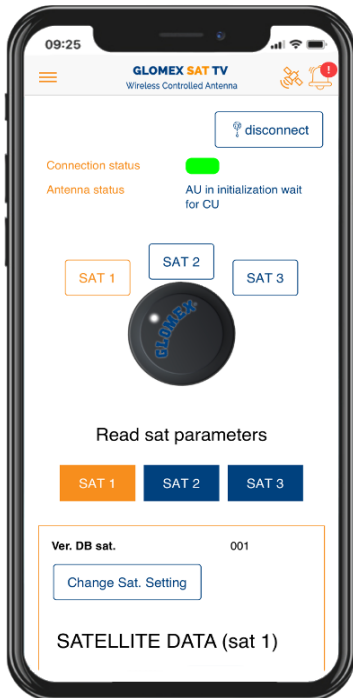 09:25
GLOMEX SAT TV
Wireless Controlled Antenna
!
disconnect
Connection status
Antenna status
AU in initialization wait
for CU
SAT 1
SAT 2
SAT 3
GLOMEX
Read sat parameters
SAT 1
SAT 2
SAT 3
Ver. DB sat.
001
Change Sat. Setting
SATELLITE DATA (sat 1)